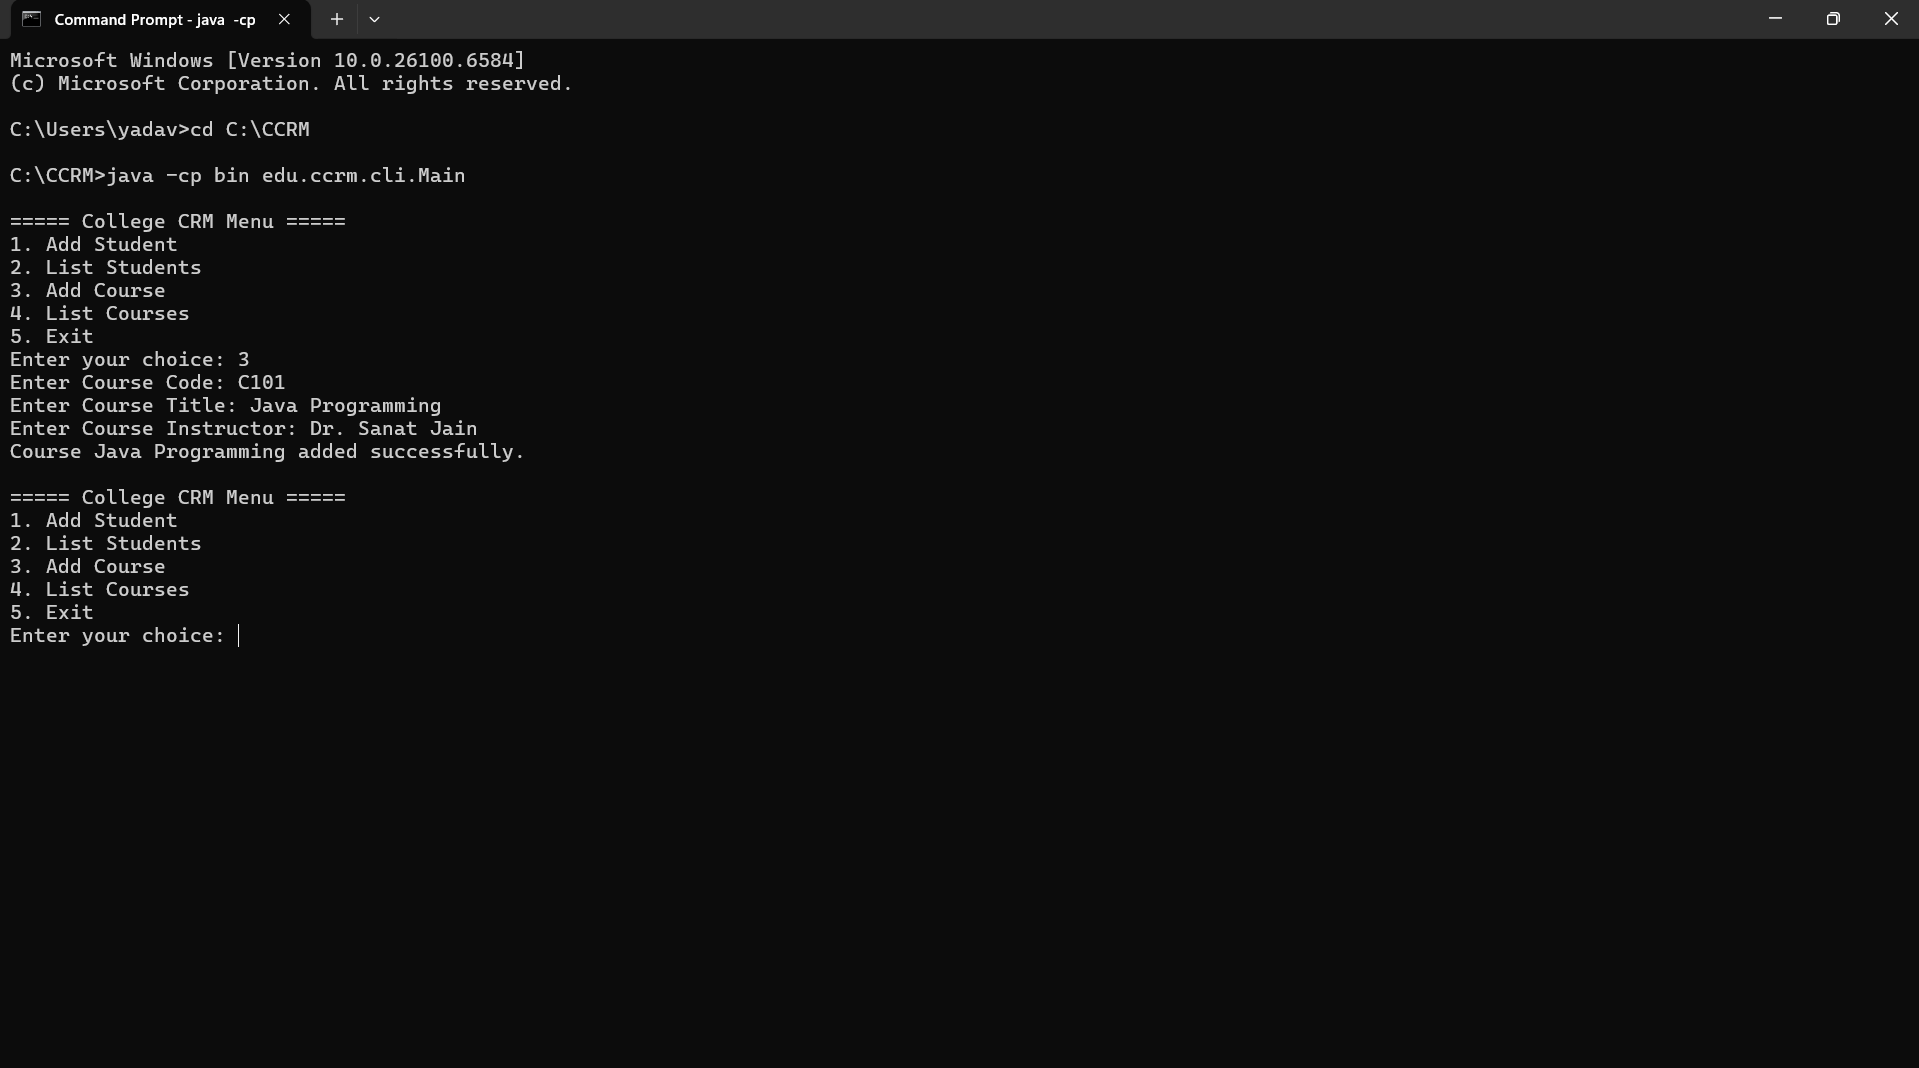 Command Prompt - java -cp
Microsoft Windows [Version 10.0.26100.6584]
(c) Microsoft Corporation. All rights reserved.
C:\Users\yadav>cd C:\CCRM
C:\CCRM>java -cp bin edu.ccrm.cli.Main
===== College CRM Menu =====
1. Add Student
2. List Students
3. Add Course
4. List Courses
5. Exit
Enter your choice: 3
Enter Course Code: C101
Enter Course Title: Java Programming
Enter Course Instructor: Dr. Sanat Jain
Course Java Programming added successfully.
===== College CRM Menu =====
1. Add Student
2. List Students
3. Add Course
4. List Courses
5. Exit
Enter your choice: